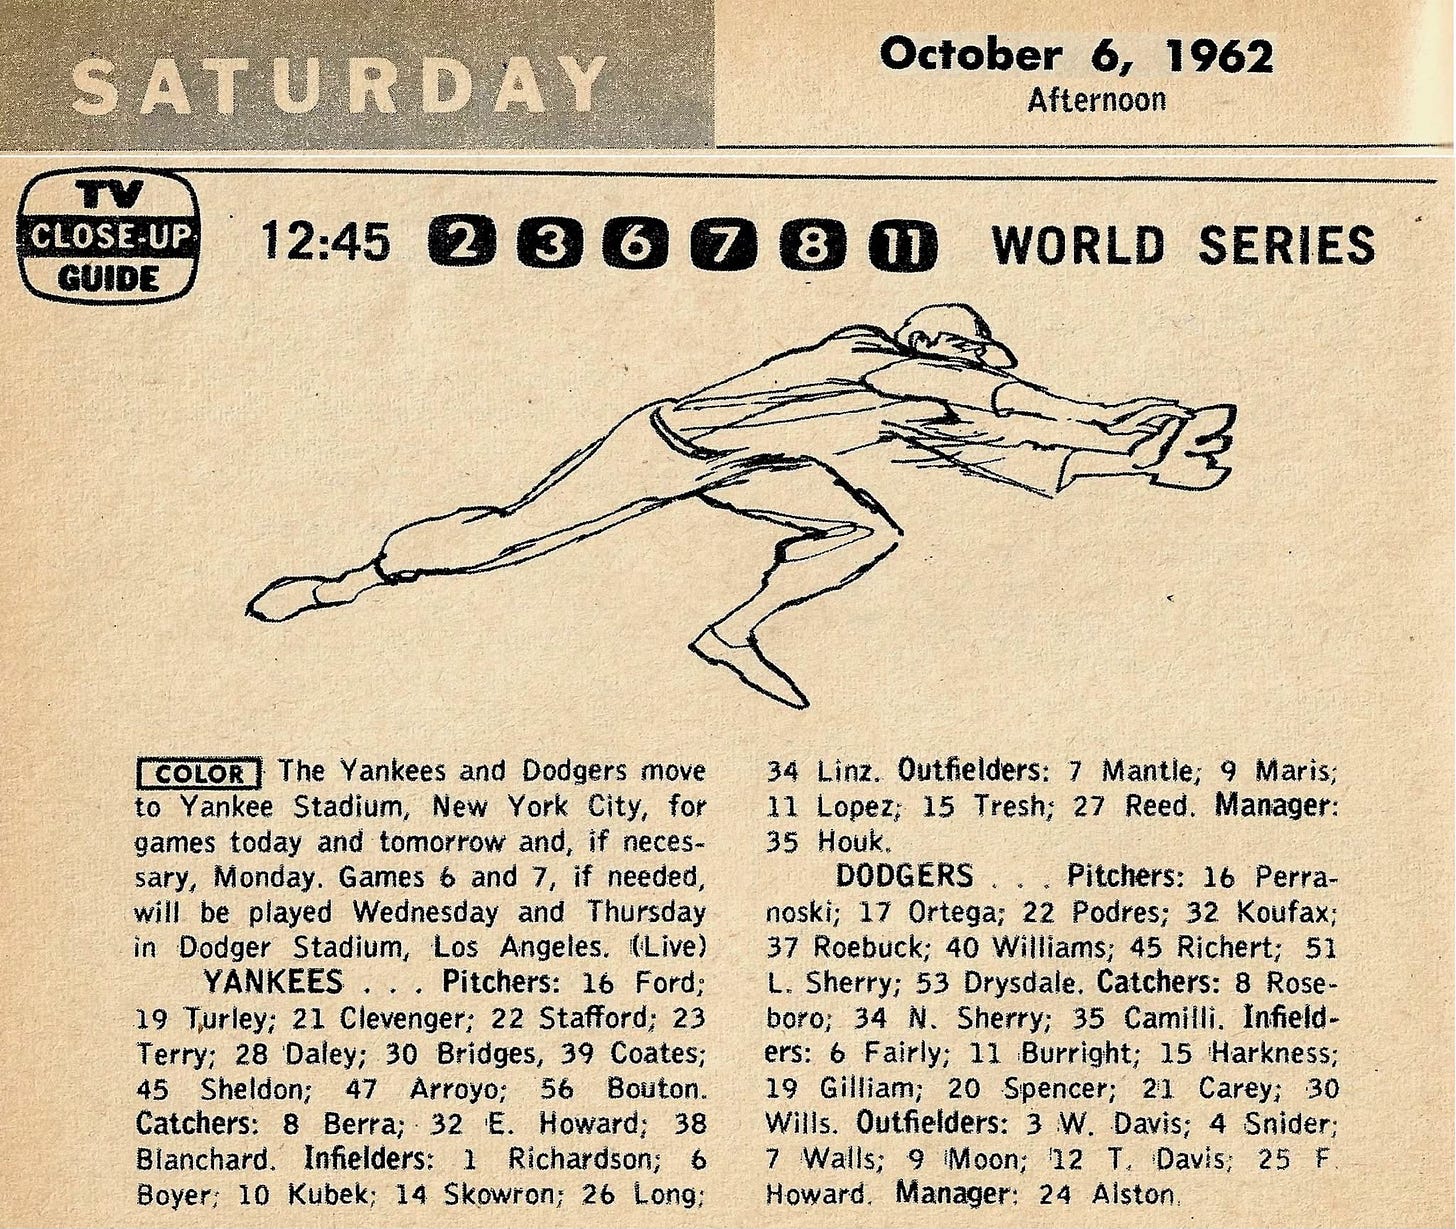 SATURDAY
October 6, 1962
Afternoon
TV
CLOSE-UP
GUIDE
12:45 2 3 6 7 8 11 WORLD SERIES
COLOR The Yankees and Dodgers move
to Yankee Stadium, New York City, for
games today and tomorrow and, if neces-
sary, Monday. Games 6 and 7, if needed,
will be played Wednesday and Thursday
in Dodger Stadium, Los Angeles. (Live)
YANKEES . . . Pitchers: 16 Ford;
19 Turley; 21 Clevenger; 22 Stafford; 23
Terry; 28 Daley; 30 Bridges, 39 Coates;
45 Sheldon; 47 Arroyo; 56 Bouton.
Catchers: 8 Berra; 32 E. Howard; 38
Blanchard. Infielders: 1 Richardson; 6
Boyer; 10 Kubek; 14 Skowron; 26 Long;
34 Linz. Outfielders: 7 Mantle; 9 Maris;
11 Lopez; 15 Tresh; 27 Reed. Manager:
35 Houk.
DODGERS . . . Pitchers: 16 Perra-
noski; 17 Ortega; 22 Podres; 32 Koufax;
37 Roebuck; 40 Williams; 45 Richert; 51
L. Sherry; 53 Drysdale. Catchers: 8 Rose-
boro; 34 N. Sherry; 35 Camilli. Infield-
ers: 6 Fairly; 11 Burright; 15 Harkness;
19 Gilliam; 20 Spencer; 21 Carey; 30
Wills. Outfielders: 3 W. Davis; 4 Snider;
7 Walls; 9 Moon; 12 T. Davis; 25 F.
Howard. Manager: 24 Alston.